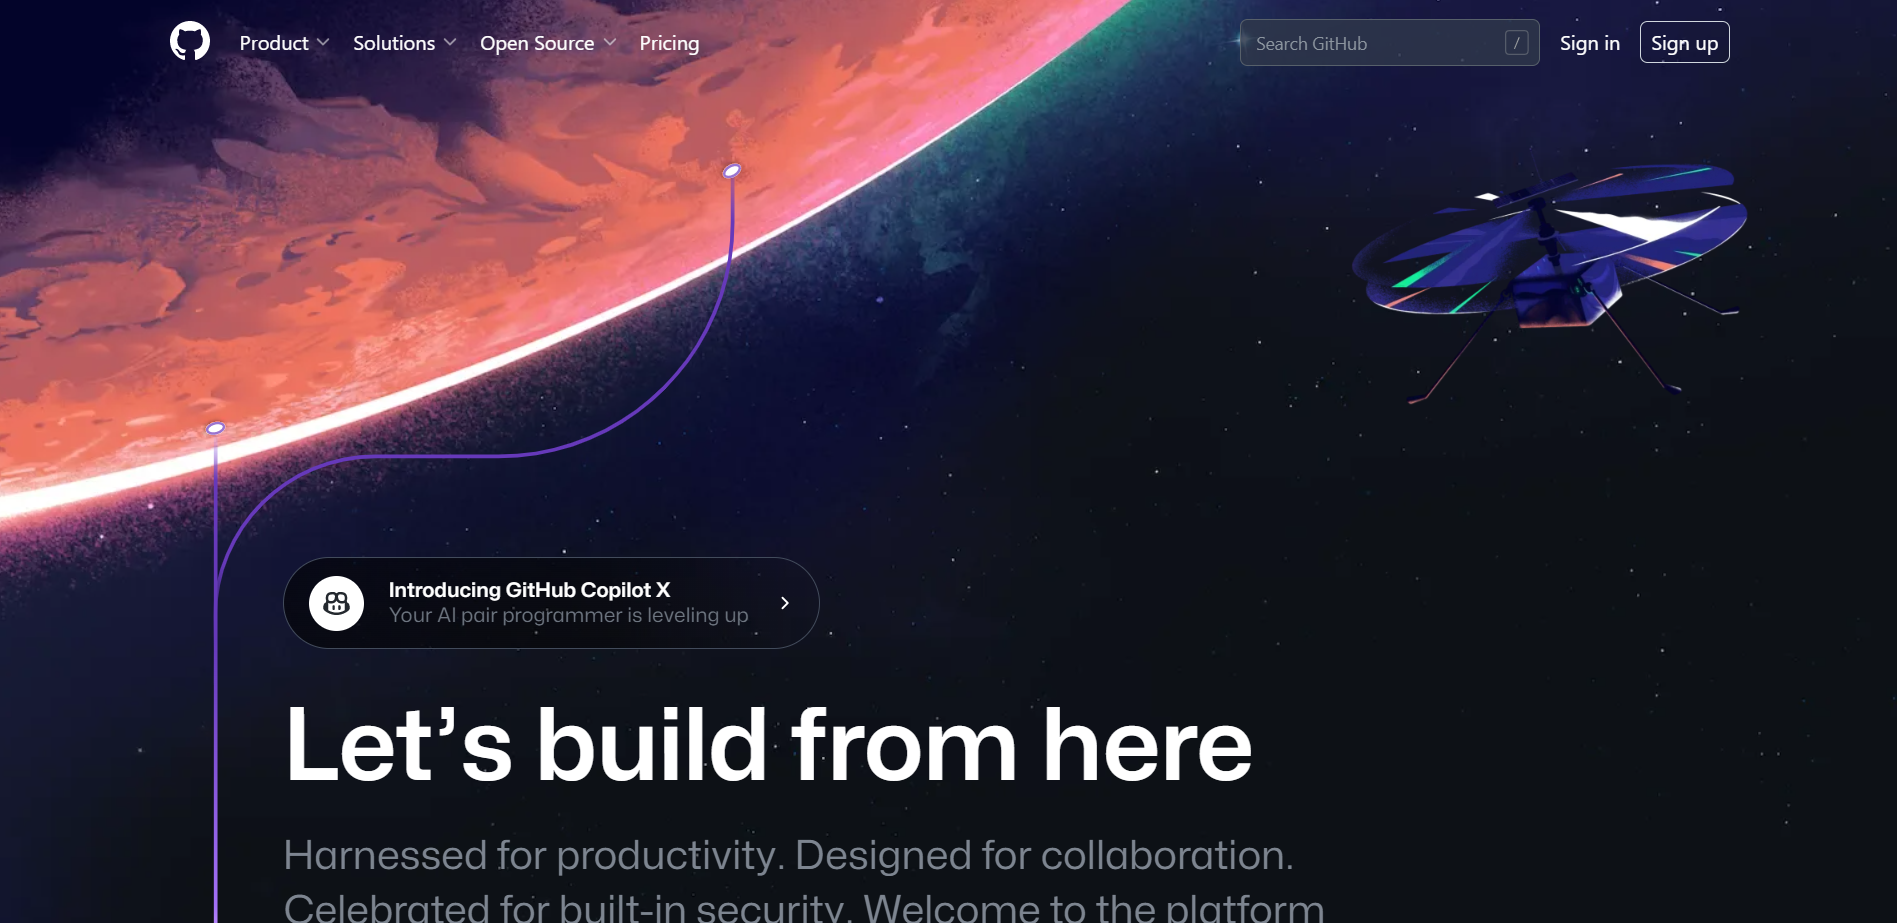 Product
Solutions
Open Source
Pricing
Search GitHub
/
Sign in
Sign up
Introducing GitHub Copilot X
Your AI pair programmer is leveling up
Let’s build from here
Harnessed for productivity. Designed for collaboration.
Celebrated for built-in security. Welcome to the platform